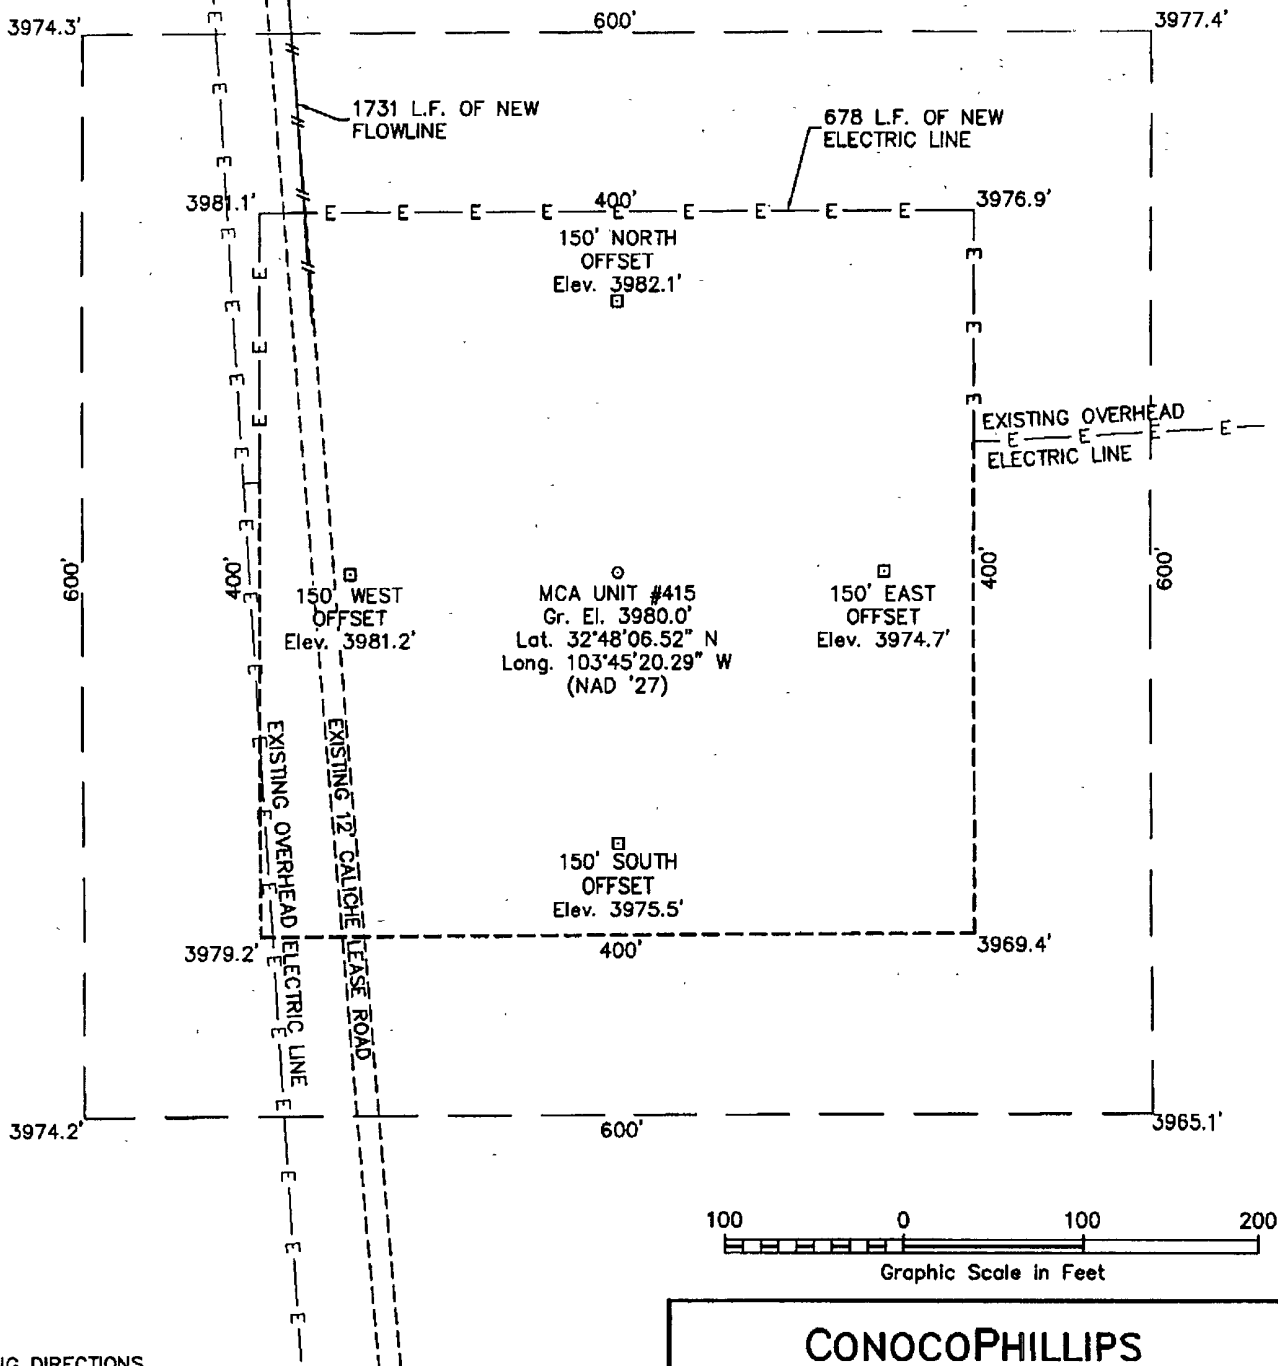 3974.3'
600'
3977.4'
1731 L.F. OF NEW
FLOWLINE
678 L.F. OF NEW
ELECTRIC LINE
3981.1'
400'
3976.9'
E E E E E E E E E
150' NORTH
OFFSET
Elev. 3982.1'
EXISTING OVERHEAD
E E E E
ELECTRIC LINE
600'
400'
400'
600'
150' WEST
OFFSET
Elev. 3981.2'
MCA UNIT #415
Gr. El. 3980.0'
Lat. 32°48'06.52" N
Long. 103°45'20.29" W
(NAD '27)
150' EAST
OFFSET
Elev. 3974.7'
EXISTING OVERHEAD ELECTRIC LINE
EXISTING 12' CALICHE LEASE ROAD
150' SOUTH
OFFSET
Elev. 3975.5'
3979.2'
400'
3969.4'
3974.2'
600'
3965.1'
100 0 100 200
Graphic Scale in Feet
CONOCOPHILLIPS
NG DIRECTIONS